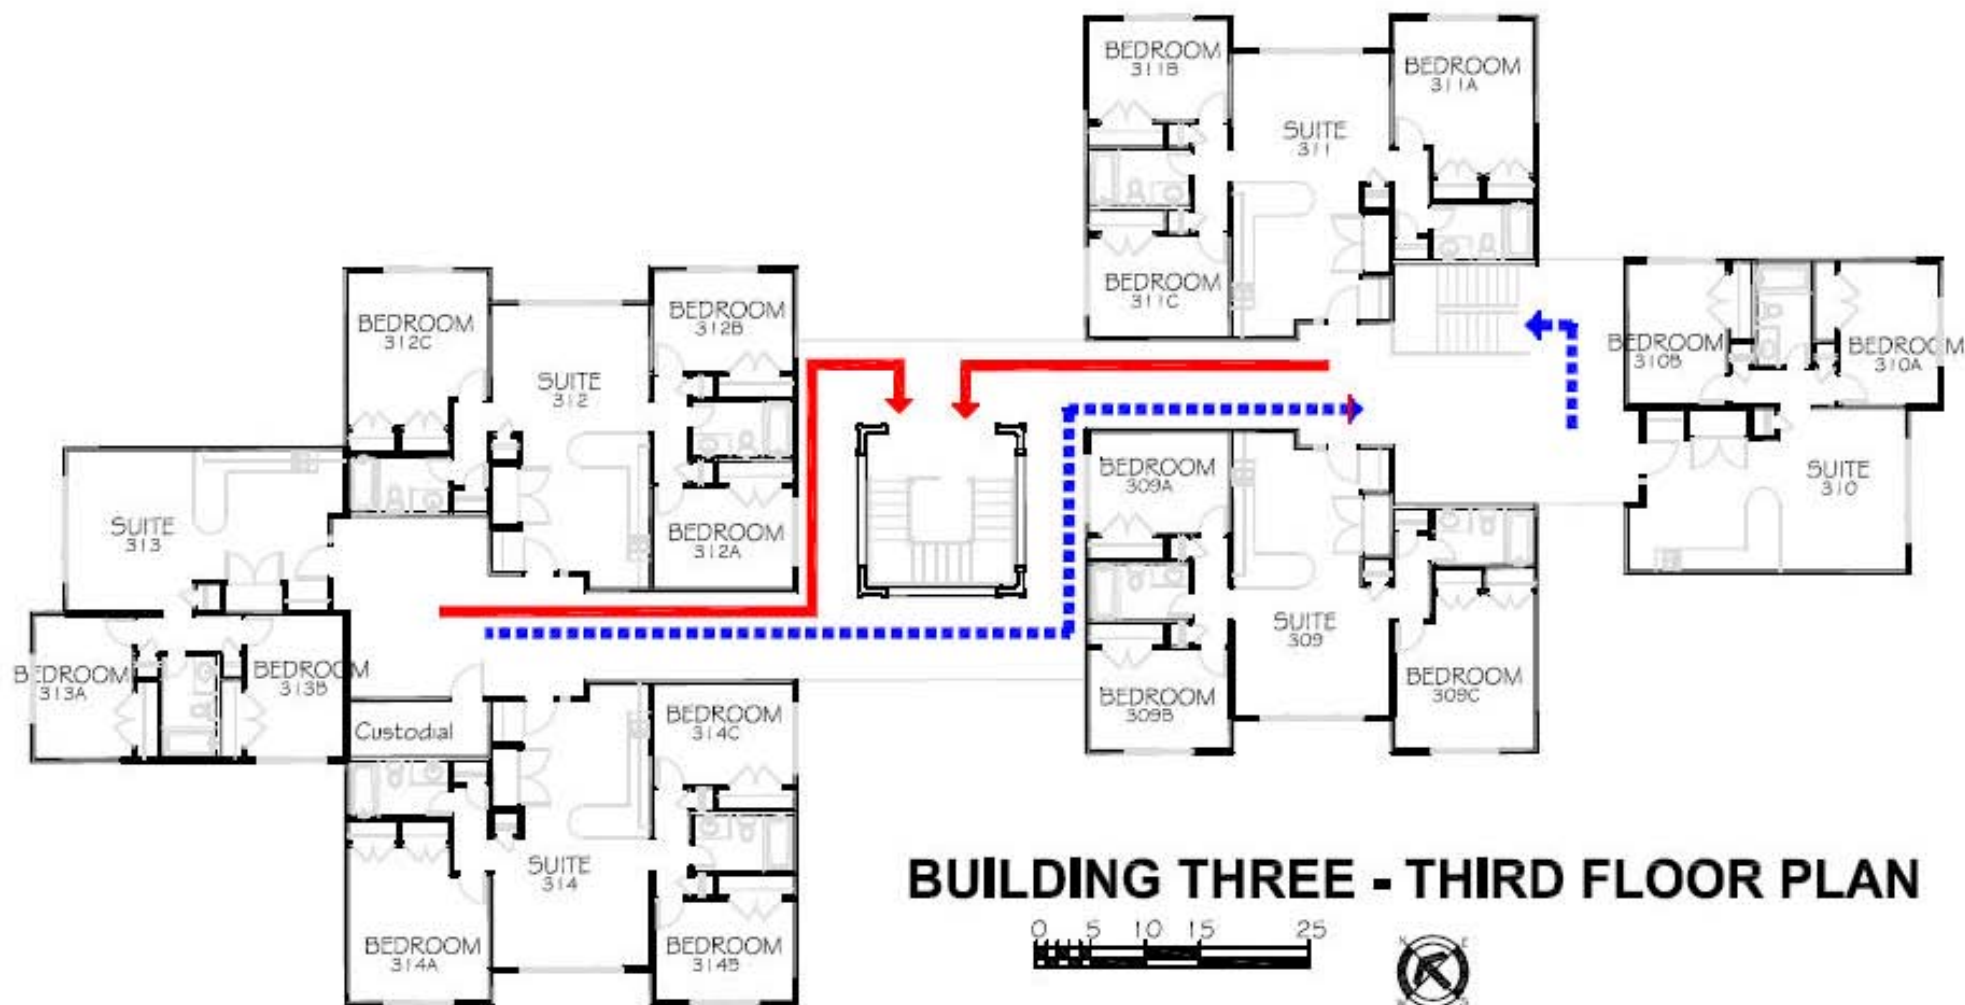 BEDROOM
311B
BEDROOM
311A
SUITE
311
BEDROOM
311C
BEDROOM
312C
BEDROOM
312B
SUITE
312
BEDROOM
312A
BEDROOM
310B
BEDROOM
310A
SUITE
310
SUITE
313
BEDROOM
313A
BEDROOM
313B
Custodial
BEDROOM
309A
SUITE
309
BEDROOM
309B
BEDROOM
309C
BEDROOM
314C
SUITE
314
BEDROOM
314A
BEDROOM
314B
BUILDING THREE - THIRD FLOOR PLAN
0 5 10 15 25
N E